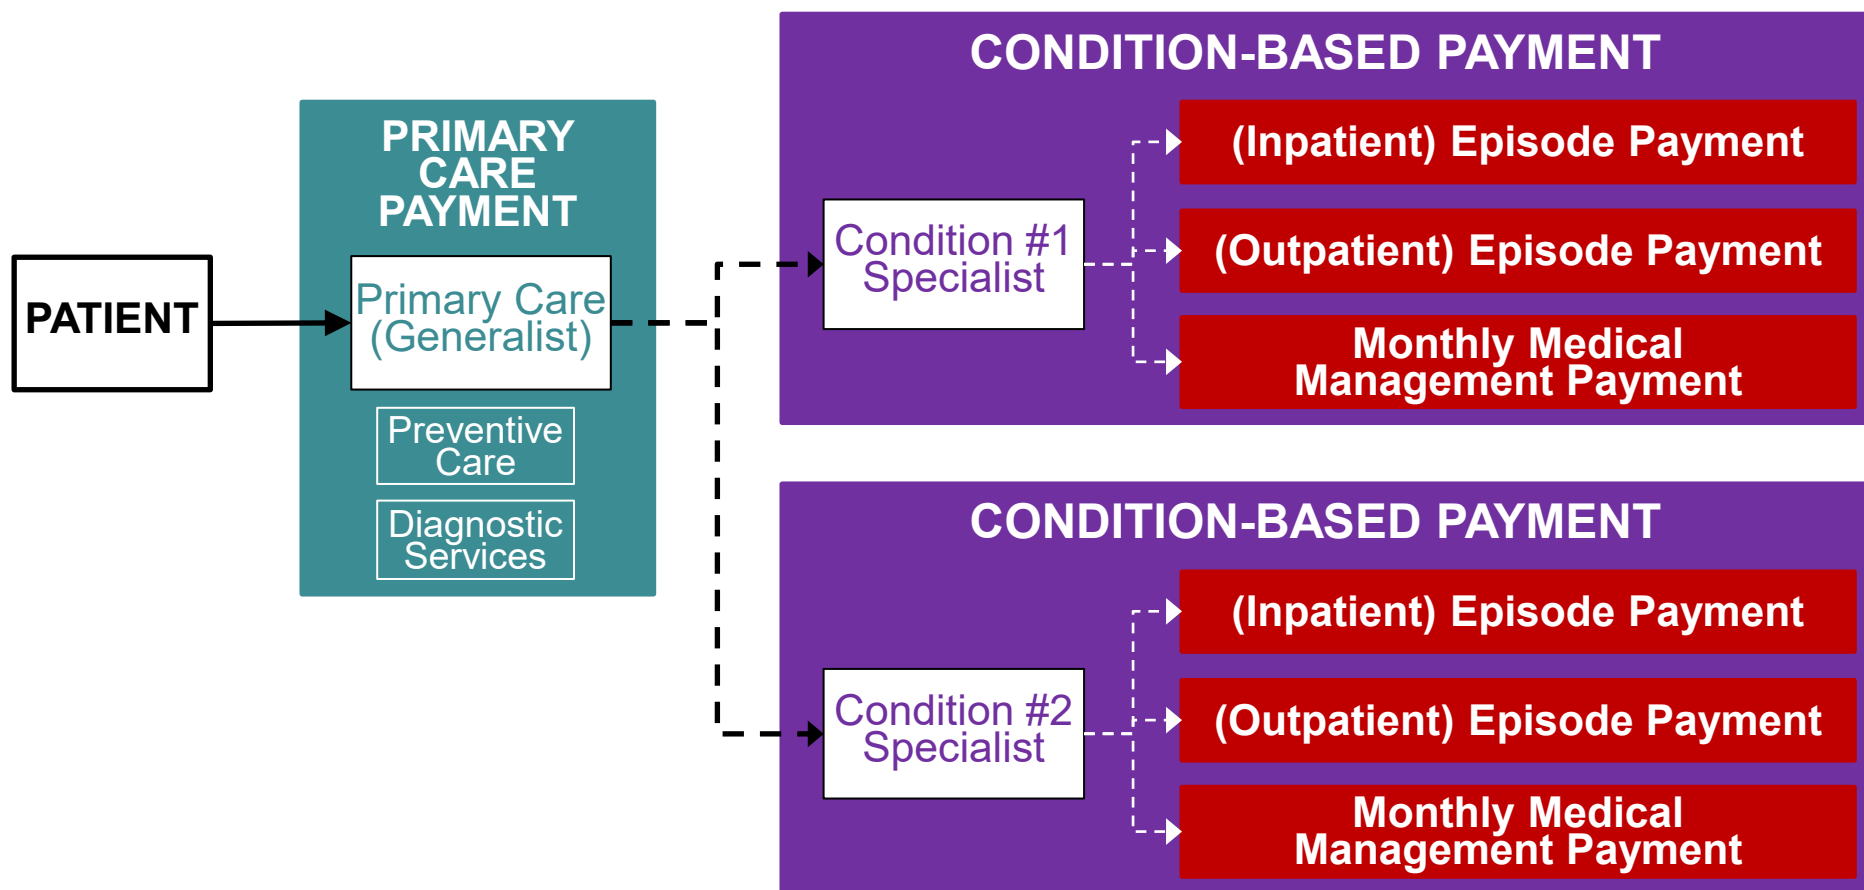 PATIENT
PRIMARY
CARE
PAYMENT
Primary Care
(Generalist)
Preventive
Care
Diagnostic
Services
CONDITION-BASED PAYMENT
Condition #1
Specialist
(Inpatient) Episode Payment
(Outpatient) Episode Payment
Monthly Medical
Management Payment
CONDITION-BASED PAYMENT
Condition #2
Specialist
(Inpatient) Episode Payment
(Outpatient) Episode Payment
Monthly Medical
Management Payment